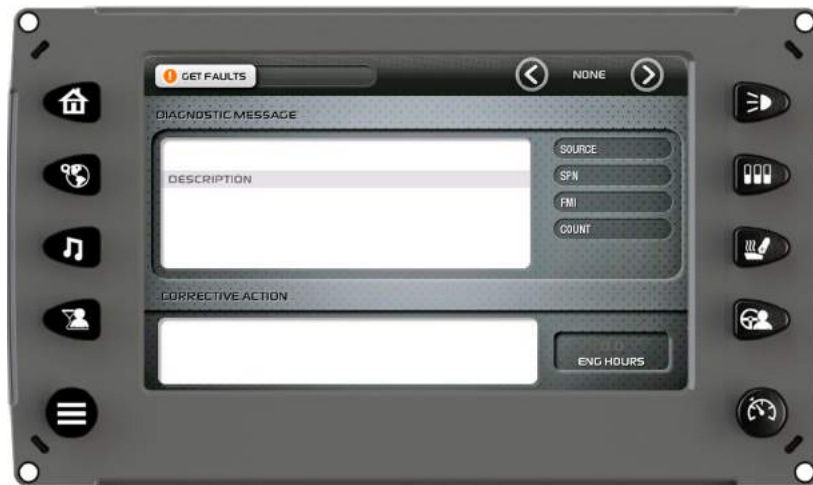 GET FAULTS
NONE
DIAGNOSTIC MESSAGE
DESCRIPTION
SOURCE
SPN
FMI
COUNT
CORRECTIVE ACTION
ENG HOURS